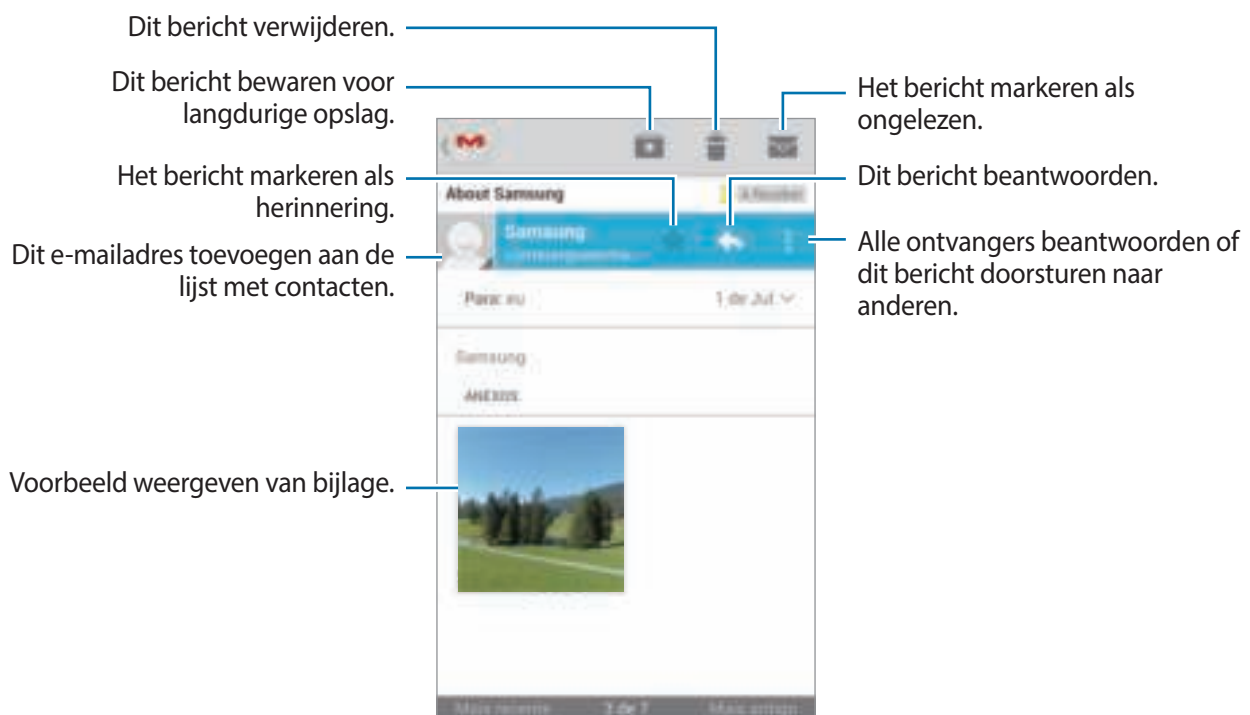 Dit bericht verwijderen.
Dit bericht bewaren voor
langdurige opslag.
Het bericht markeren als
herinnering.
Dit e-mailadres toevoegen aan de
lijst met contacten.
Voorbeeld weergeven van bijlage.
Het bericht markeren als
ongelezen.
Dit bericht beantwoorden.
Alle ontvangers beantwoorden of
dit bericht doorsturen naar
anderen.
About Samsung
Samsung
Para: eu
1 de Jul
Samsung
ANEXOS
Mais recente
Mais antigo